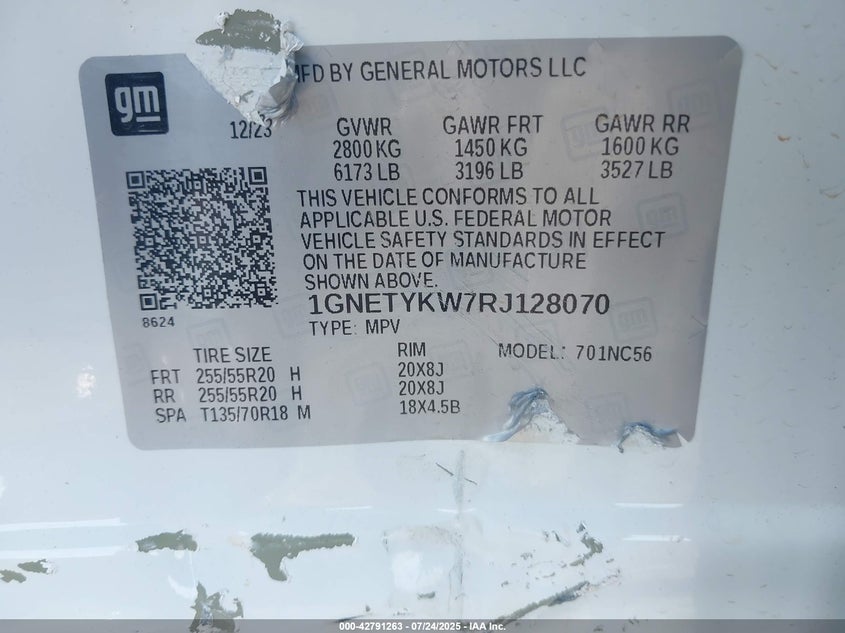 gm
MFD BY GENERAL MOTORS LLC
12/23
GVWR GAWR FRT GAWR RR
2800 KG 1450 KG 1600 KG
6173 LB 3196 LB 3527 LB
THIS VEHICLE CONFORMS TO ALL
APPLICABLE U.S. FEDERAL MOTOR
VEHICLE SAFETY STANDARDS IN EFFECT
ON THE DATE OF MANUFACTURE
SHOWN ABOVE.
1GNETYKW7RJ128070
8624
TYPE: MPV
TIRE SIZE RIM MODEL: 701NC56
FRT 255/55R20 H 20X8J
RR 255/55R20 H 20X8J
SPA T135/70R18 M 18X4.5B
000-42791263 - 07/24/2025 - IAA Inc.